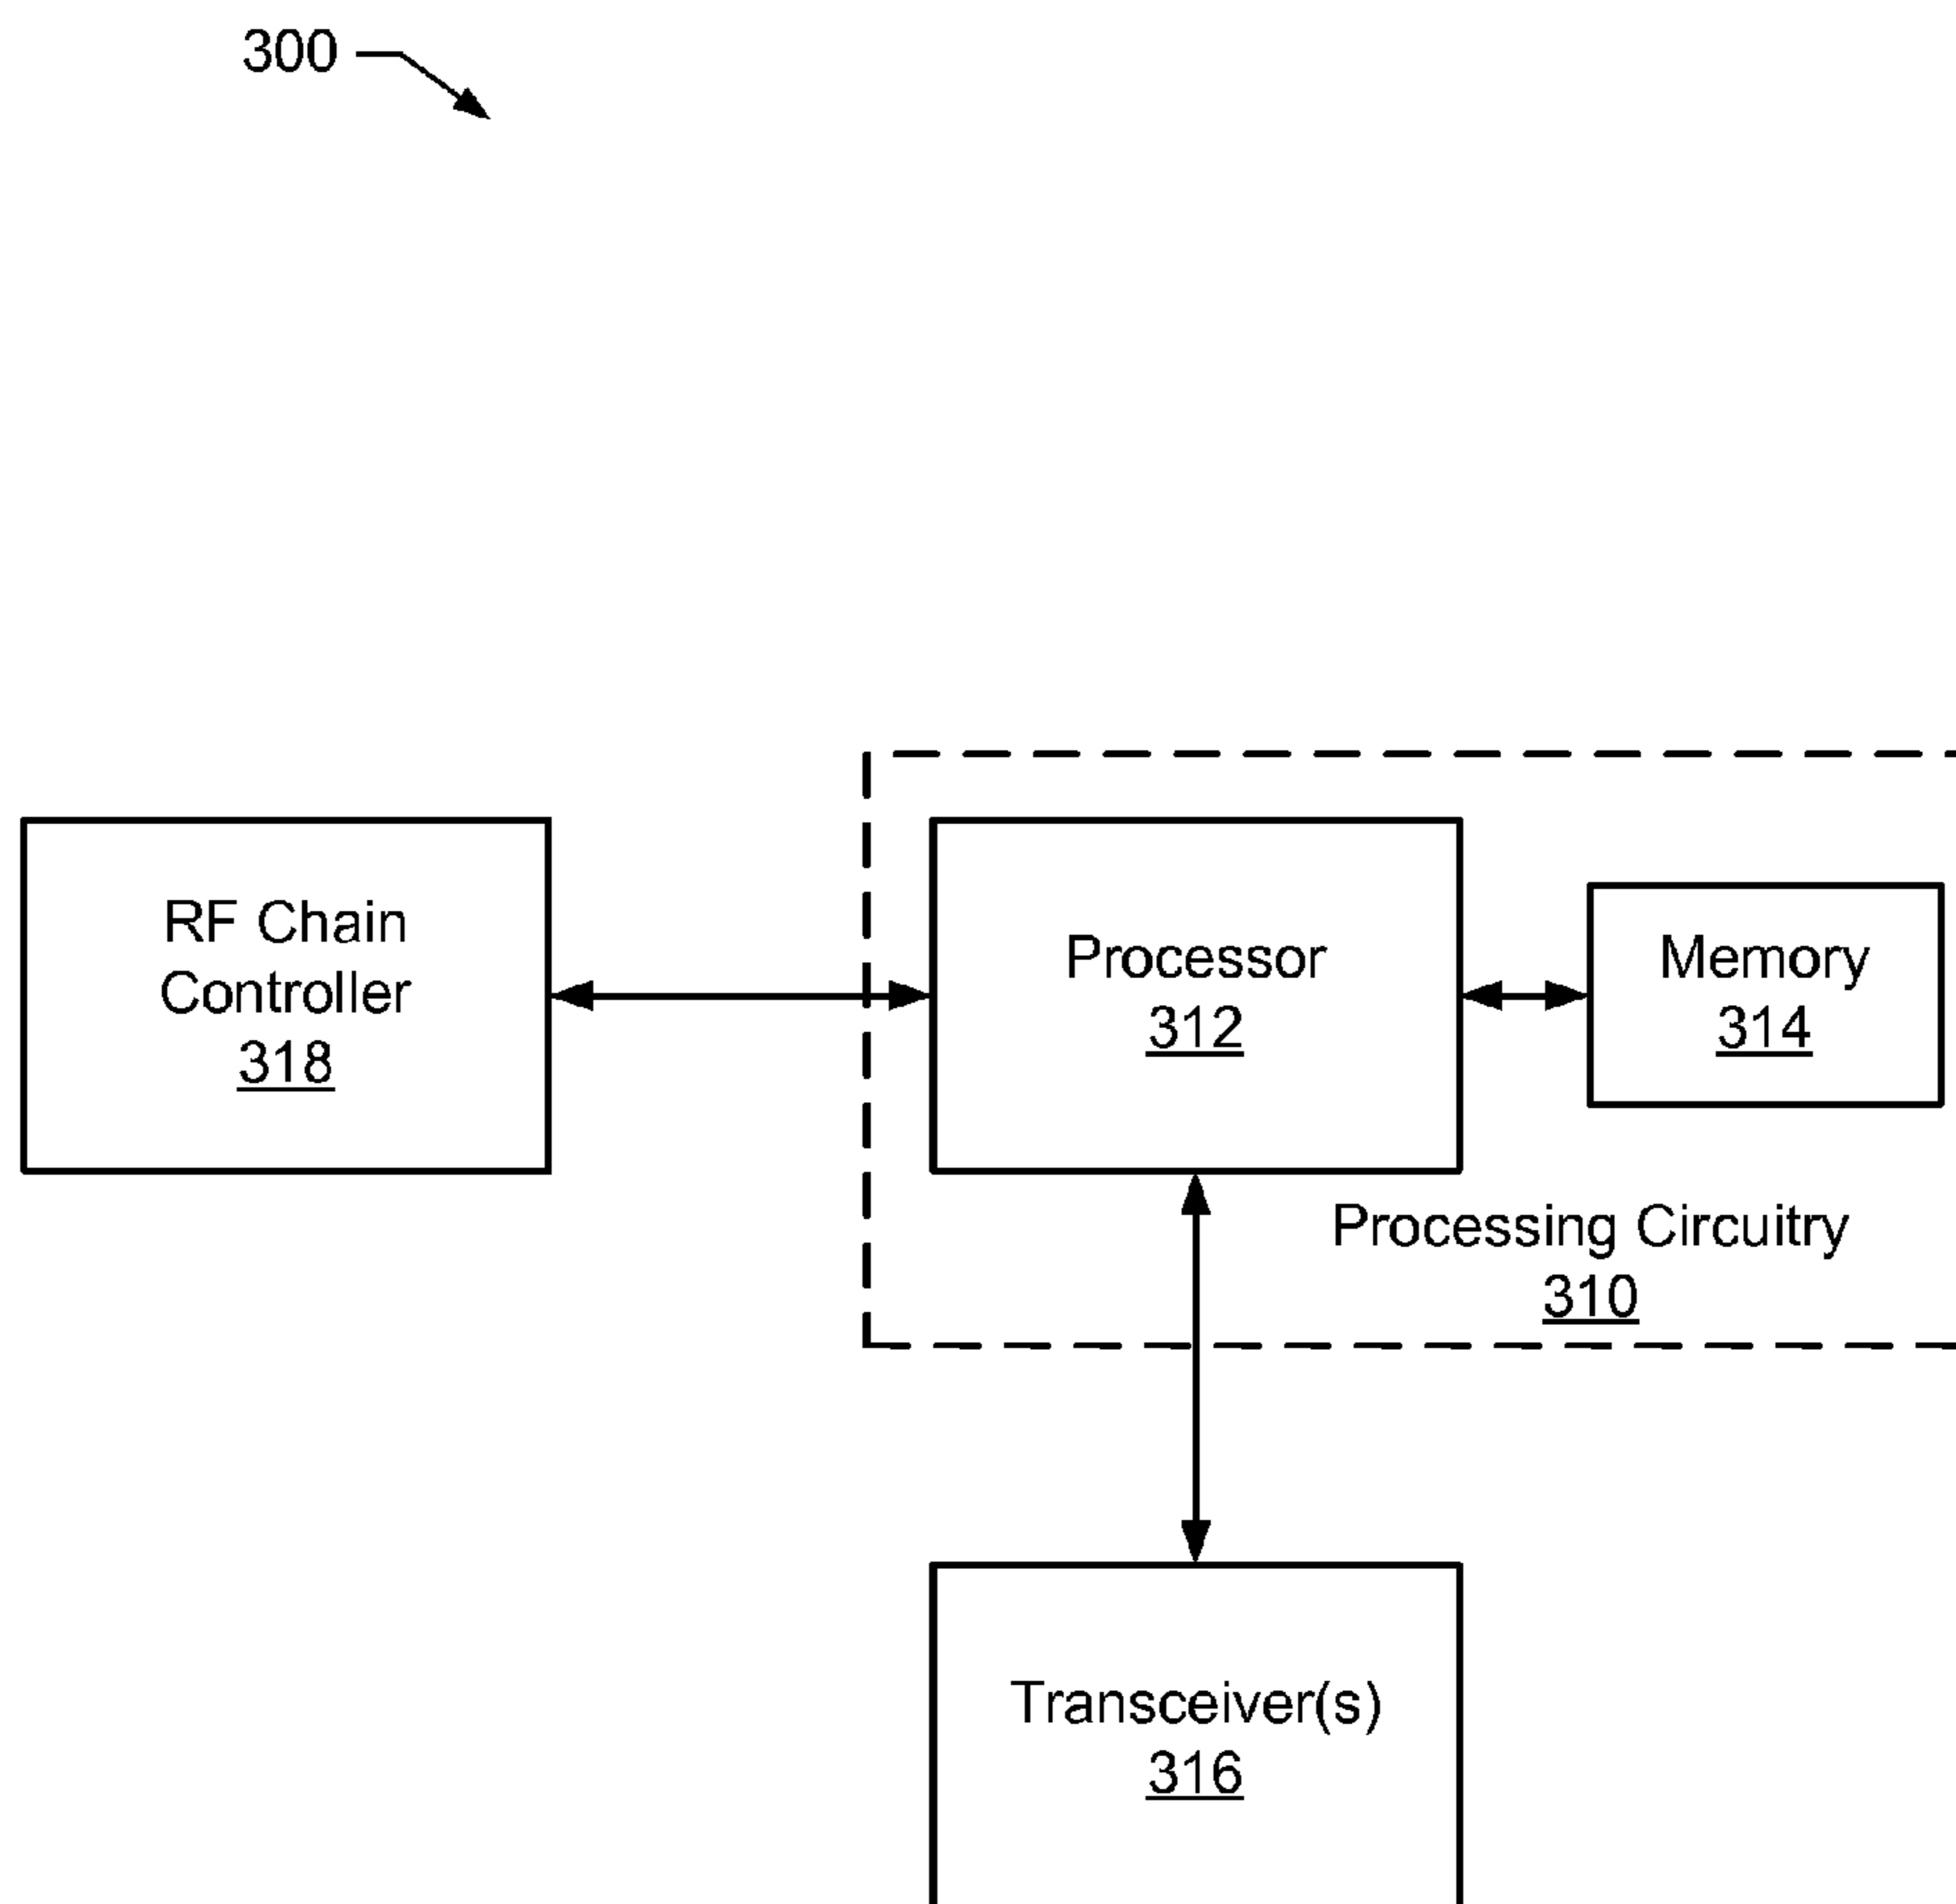 300
RF Chain
Controller
318
Processor
312
Memory
314
Processing Circuitry
310
Transceiver(s)
316